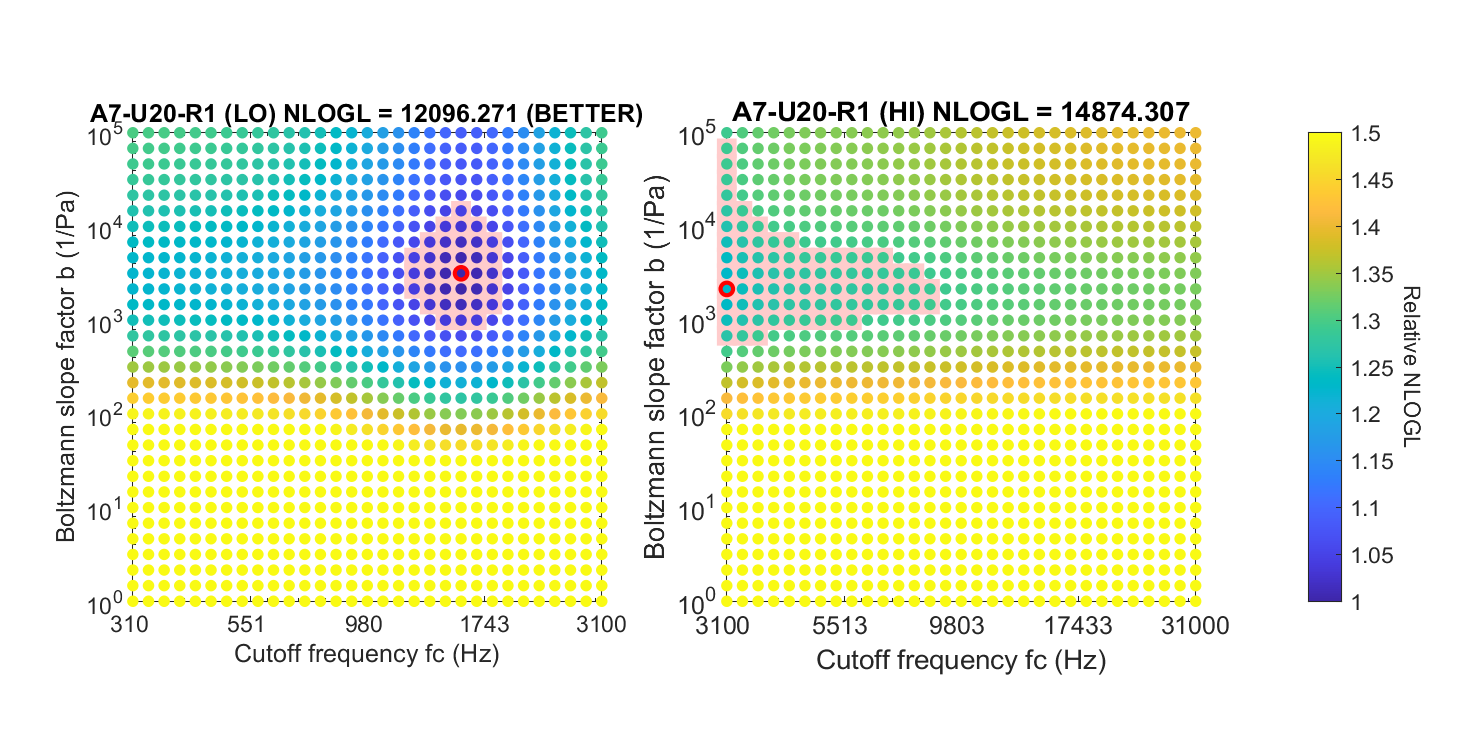 A7-U20-R1 (LO) NLOGL = 12096.271 (BETTER)
10^5
10^4
10^3
10^2
10^1
10^0
Boltzmann slope factor b (1/Pa)
310 551 980 1743 3100
Cutoff frequency fc (Hz)
A7-U20-R1 (HI) NLOGL = 14874.307
10^5
10^4
10^3
10^2
10^1
10^0
Boltzmann slope factor b (1/Pa)
3100 5513 9803 17433 31000
Cutoff frequency fc (Hz)
1.5
1.45
1.4
1.35
1.3
1.25
1.2
1.15
1.1
1.05
1
Relative NLOGL